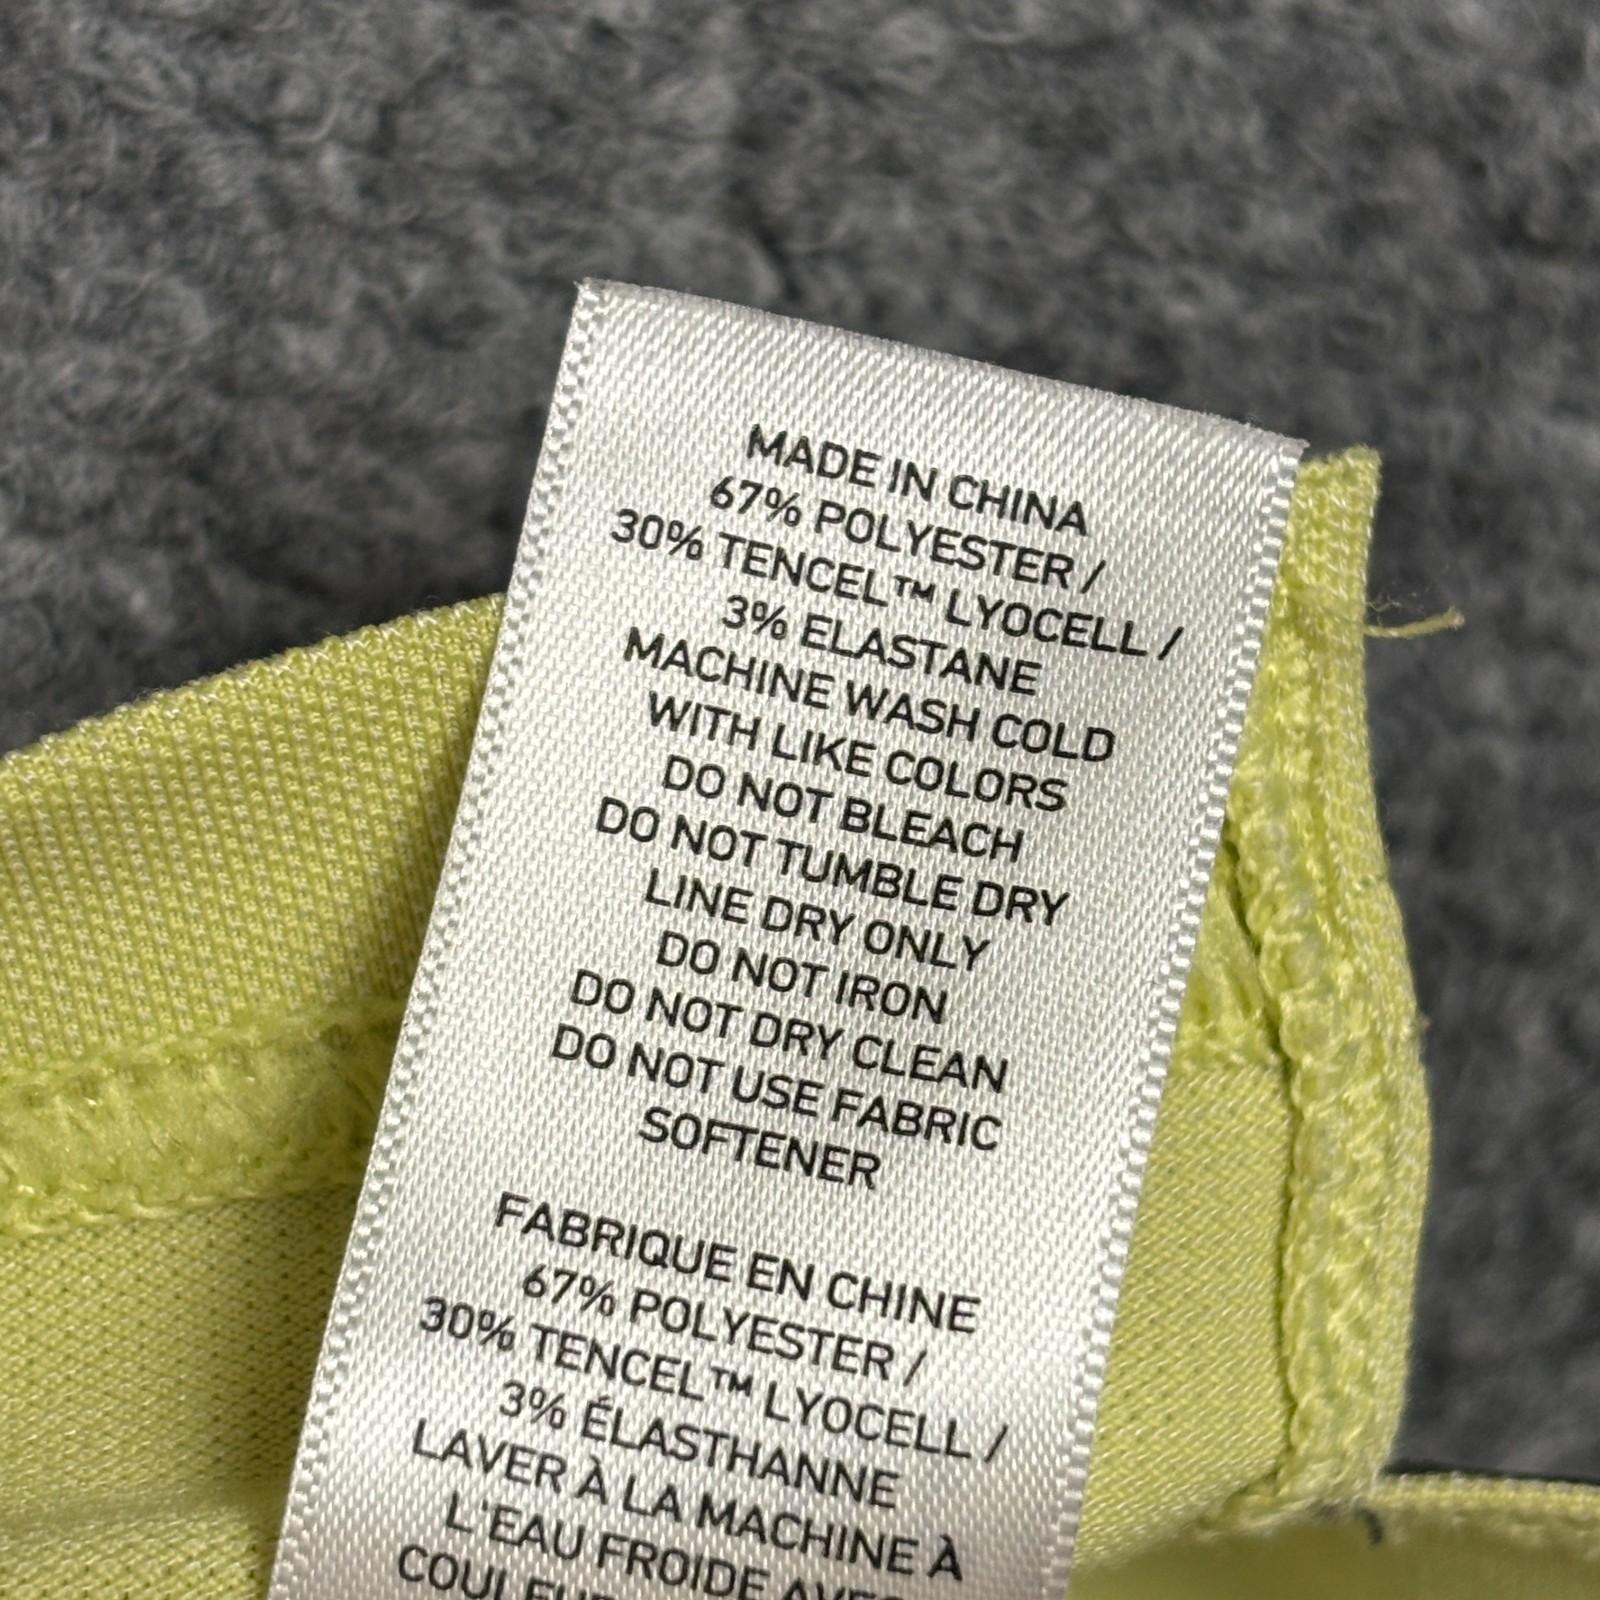 MADE IN CHINA
67% POLYESTER /
30% TENCEL™ LYOCELL /
3% ELASTANE
MACHINE WASH COLD
WITH LIKE COLORS
DO NOT BLEACH
DO NOT TUMBLE DRY
LINE DRY ONLY
DO NOT IRON
DO NOT DRY CLEAN
DO NOT USE FABRIC
SOFTENER
FABRIQUE EN CHINE
67% POLYESTER /
30% TENCEL™ LYOCELL /
3% ÉLASTHANNE
LAVER À LA MACHINE À
L'EAU FROIDE AVEC